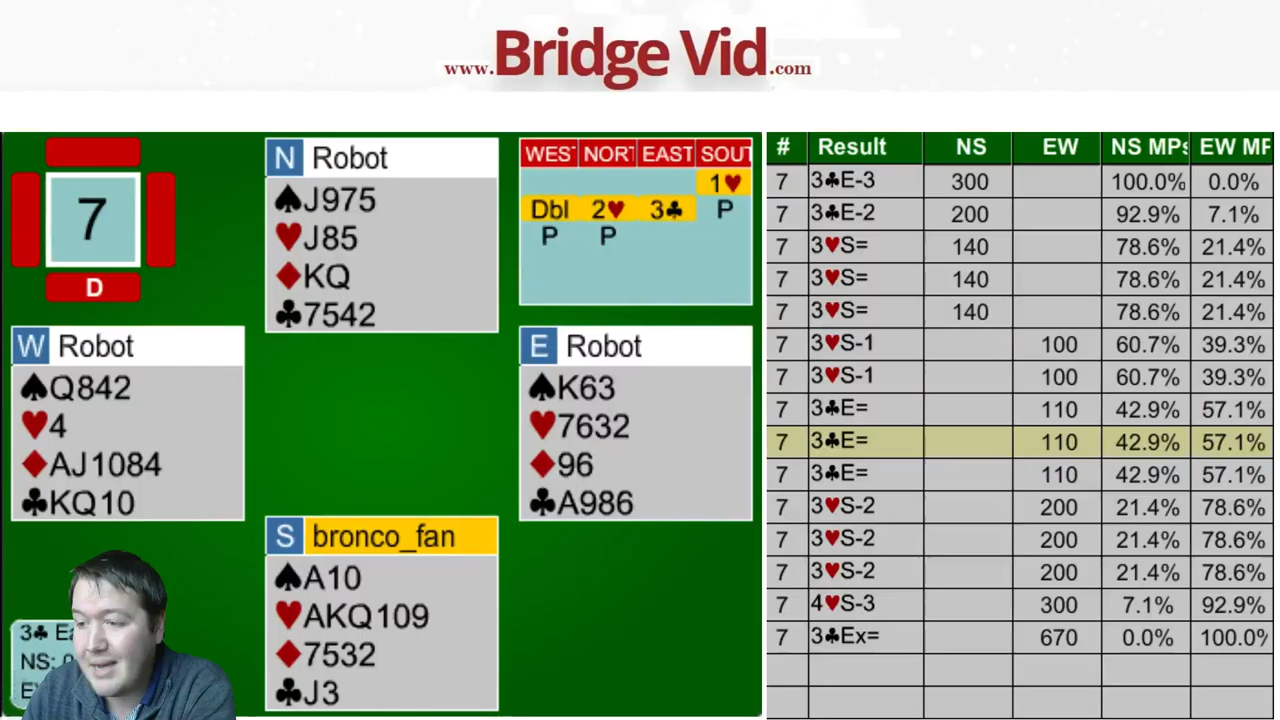 www.Bridge Vid.com
7
D
N Robot
♠J975
♥J85
♦KQ
♣7542
WEST NORT EAST SOUT
1♥
Dbl 2♥ 3♣ P
P P
W Robot
♠Q842
♥4
♦AJ1084
♣KQ10
E Robot
♠K63
♥7632
♦96
♣A986
S bronco_fan
♠A10
♥AKQ109
♦7532
♣J3
3♣ Ea
NS: 0
# Result NS EW NS MPs EW MP
7 3♣E-3 300 100.0% 0.0%
7 3♣E-2 200 92.9% 7.1%
7 3♥S= 140 78.6% 21.4%
7 3♥S= 140 78.6% 21.4%
7 3♥S= 140 78.6% 21.4%
7 3♥S-1 100 60.7% 39.3%
7 3♥S-1 100 60.7% 39.3%
7 3♣E= 110 42.9% 57.1%
7 3♣E= 110 42.9% 57.1%
7 3♣E= 110 42.9% 57.1%
7 3♥S-2 200 21.4% 78.6%
7 3♥S-2 200 21.4% 78.6%
7 3♥S-2 200 21.4% 78.6%
7 4♥S-3 300 7.1% 92.9%
7 3♣Ex= 670 0.0% 100.0%